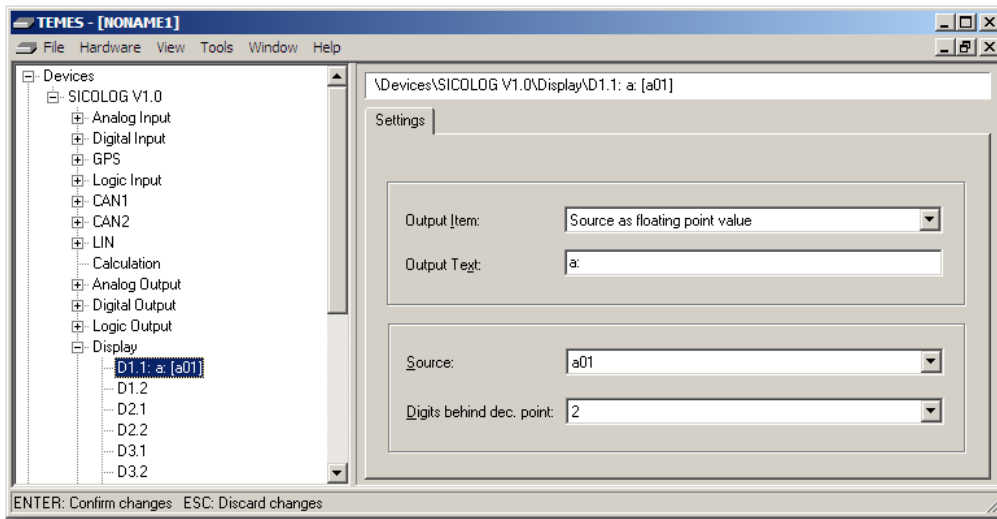 TEMES - [NONAME1]
File Hardware View Tools Window Help
Devices
SICOLOG V1.0
Analog Input
Digital Input
GPS
Logic Input
CAN1
CAN2
LIN
Calculation
Analog Output
Digital Output
Logic Output
Display
D1.1: a: [a01]
D1.2
D2.1
D2.2
D3.1
D3.2
\Devices\SICOLOG V1.0\Display\D1.1: a: [a01]
Settings
Output Item: Source as floating point value
Output Text: a:
Source: a01
Digits behind dec. point: 2
ENTER: Confirm changes ESC: Discard changes